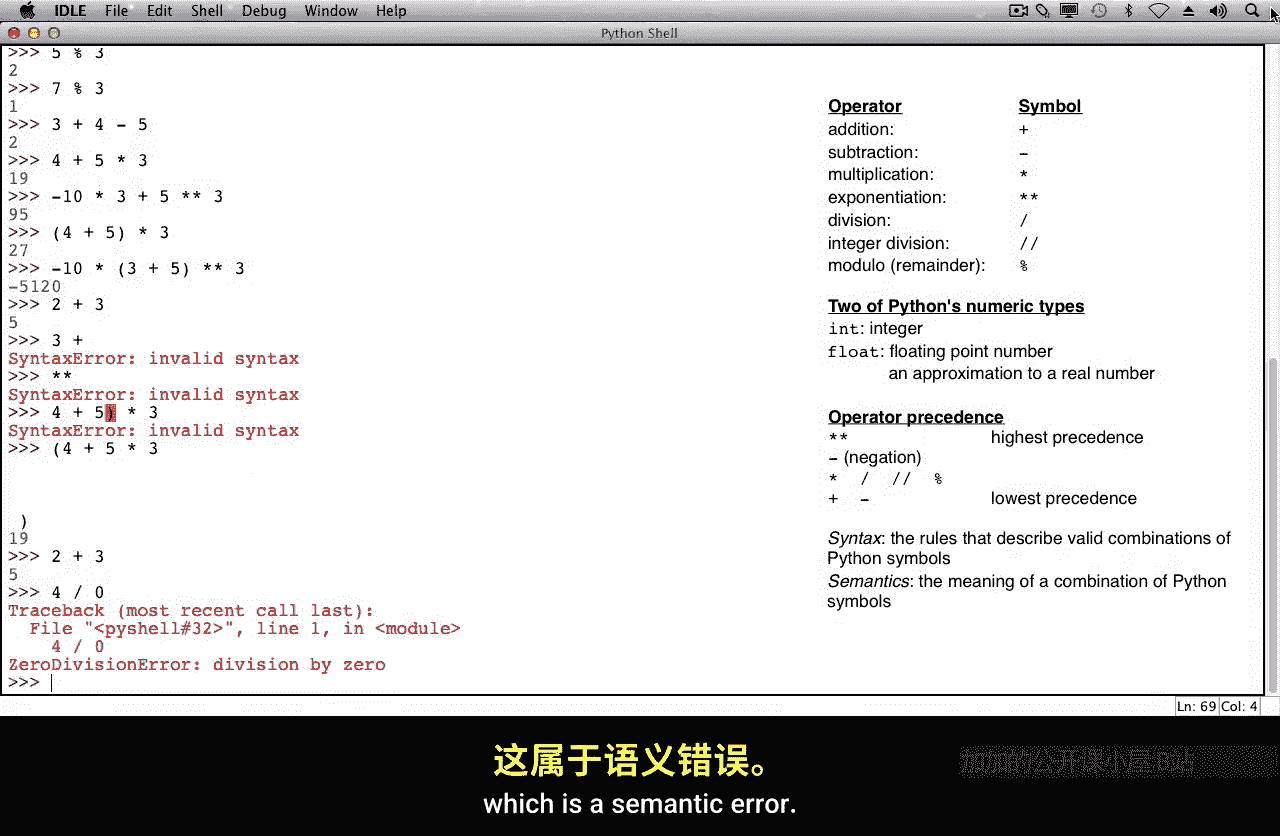 IDLE File Edit Shell Debug Window Help
Python Shell
>>> 5 % 3
2
>>> 7 % 3
1
>>> 3 + 4 - 5
2
>>> 4 + 5 * 3
19
>>> -10 * 3 + 5 ** 3
95
>>> (4 + 5) * 3
27
>>> -10 * (3 + 5) ** 3
-5120
>>> 2 + 3
5
>>> 3 +
SyntaxError: invalid syntax
>>> **
SyntaxError: invalid syntax
>>> 4 + 5) * 3
SyntaxError: invalid syntax
>>> (4 + 5 * 3
)
19
>>> 2 + 3
5
>>> 4 / 0
Traceback (most recent call last):
File "<pyshell#32>", line 1, in <module>
4 / 0
ZeroDivisionError: division by zero
>>>
Operator Symbol
addition: +
subtraction: -
multiplication: *
exponentiation: **
division: /
integer division: //
modulo (remainder): %
Two of Python's numeric types
int: integer
float: floating point number
an approximation to a real number
Operator precedence
** highest precedence
- (negation)
* / // %
+ - lowest precedence
Syntax: the rules that describe valid combinations of
Python symbols
Semantics: the meaning of a combination of Python
symbols
Ln: 69 Col: 4
这属于语义错误。
which is a semantic error.
加加的公开课小屋 B站